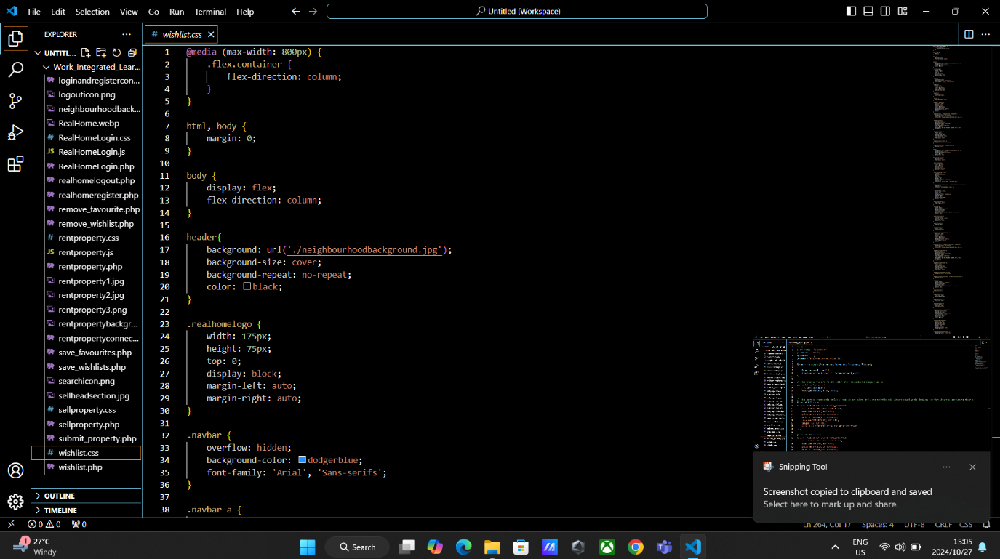 File Edit Selection View Go Run Terminal Help
Untitled (Workspace)
EXPLORER
UNTITL...
Work_Integrated_Lear...
loginandregistercon...
logouticon.png
neighbourhoodback...
RealHome.webp
RealHomeLogin.css
RealHomeLogin.js
RealHomeLogin.php
realhomelogout.php
realhomeregister.php
remove_favourite.php
remove_wishlist.php
rentproperty.css
rentproperty.js
rentproperty.php
rentproperty1.jpg
rentproperty2.jpg
rentproperty3.png
rentpropertybackgr...
rentpropertyconnec...
save_favourites.php
save_wishlists.php
searchicon.png
sellheadsection.jpg
sellproperty.css
sellproperty.php
submit_property.php
wishlist.css
wishlist.php
OUTLINE
TIMELINE
# wishlist.css
1 @media (max-width: 800px) {
2 .flex.container {
3 flex-direction: column;
4 }
5 }
6
7 html, body {
8 margin: 0;
9 }
10
11 body {
12 display: flex;
13 flex-direction: column;
14 }
15
16 header{
17 background: url('./neighbourhoodbackground.jpg');
18 background-size: cover;
19 background-repeat: no-repeat;
20 color: black;
21 }
22
23 .realhomelogo {
24 width: 175px;
25 height: 75px;
26 top: 0;
27 display: block;
28 margin-left: auto;
29 margin-right: auto;
30 }
31
32 .navbar {
33 overflow: hidden;
34 background-color: dodgerblue;
35 font-family: 'Arial', 'Sans-serifs';
36 }
37
38 .navbar a {
Snipping Tool
Screenshot copied to clipboard and saved
Select here to mark up and share.
0 0 0
Ln 264, Col 17 Spaces: 4 UTF-8 CRLF CSS
1
27°C
Windy
Search
ENG
US
15:05
2024/10/27